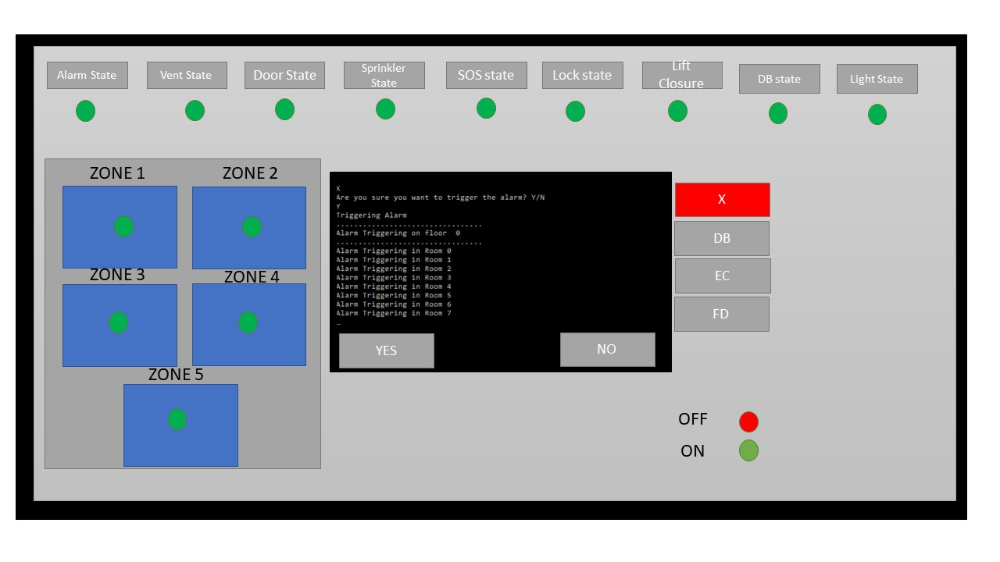 Alarm State
Vent State
Door State
Sprinkler
State
SOS state
Lock state
Lift
Closure
DB state
Light State
ZONE 1
ZONE 2
ZONE 3
ZONE 4
ZONE 5
X
Are you sure you want to trigger the alarm? Y/N
Y
Triggering Alarm
.................................
Alarm Triggering on floor  0
.................................
Alarm Triggering in Room 0
Alarm Triggering in Room 1
Alarm Triggering in Room 2
Alarm Triggering in Room 3
Alarm Triggering in Room 4
Alarm Triggering in Room 5
Alarm Triggering in Room 6
Alarm Triggering in Room 7
_
YES
NO
X
DB
EC
FD
OFF
ON